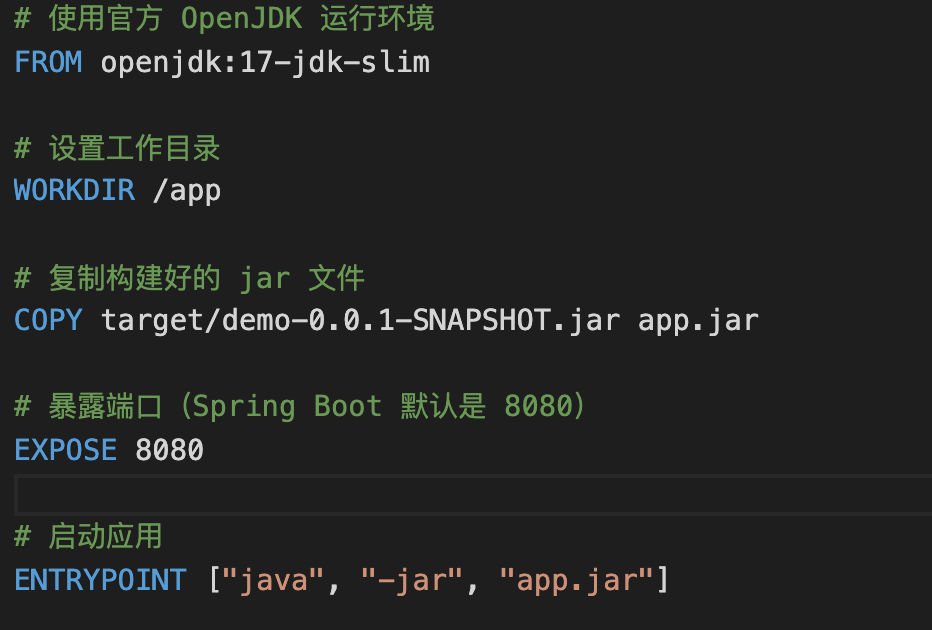 # 使用官方 OpenJDK 运行环境
FROM openjdk:17-jdk-slim
# 设置工作目录
WORKDIR /app
# 复制构建好的 jar 文件
COPY target/demo-0.0.1-SNAPSHOT.jar app.jar
# 暴露端口（Spring Boot 默认是 8080）
EXPOSE 8080
# 启动应用
ENTRYPOINT ["java", "-jar", "app.jar"]